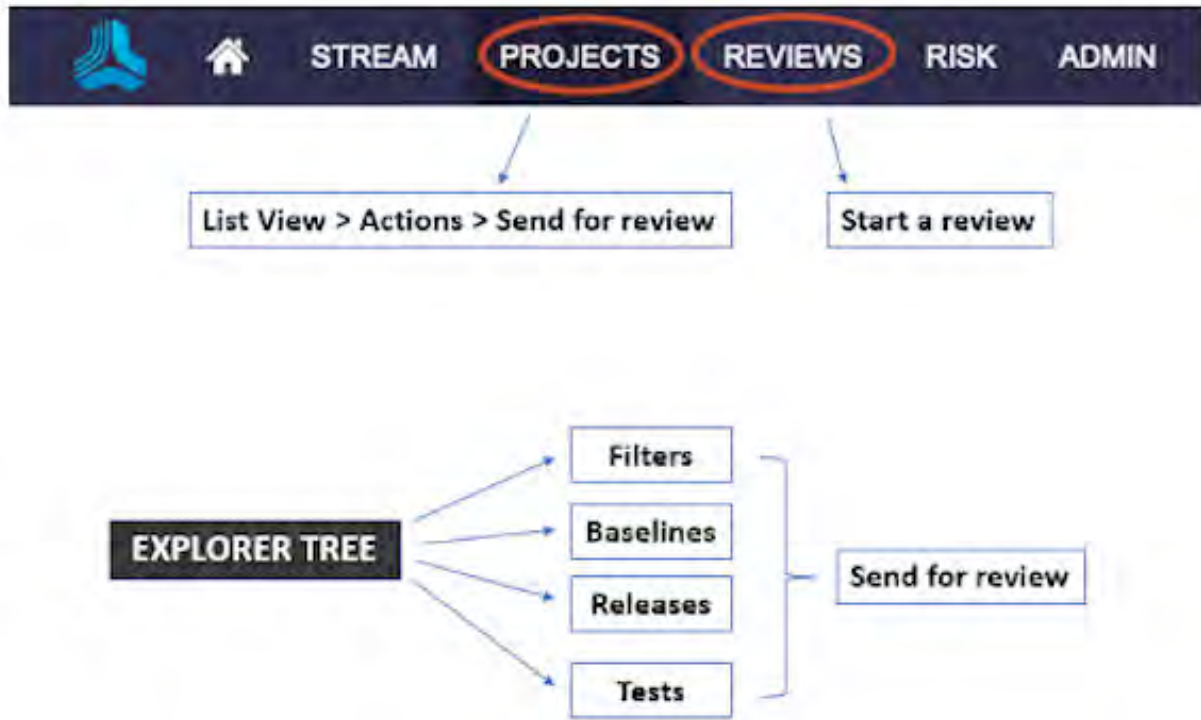 STREAM PROJECTS REVIEWS RISK ADMIN
List View > Actions > Send for review
Start a review
Filters
Baselines
EXPLORER TREE
Send for review
Releases
Tests